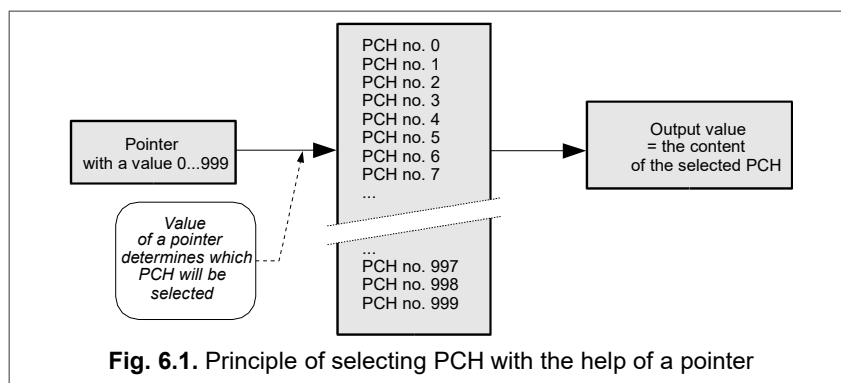 Pointer
with a value 0...999
Value
of a pointer
determines which
PCH will be
selected
PCH no. 0
PCH no. 1
PCH no. 2
PCH no. 3
PCH no. 4
PCH no. 5
PCH no. 6
PCH no. 7
...
...
PCH no. 997
PCH no. 998
PCH no. 999
Output value
= the content
of the selected PCH
Fig. 6.1. Principle of selecting PCH with the help of a pointer